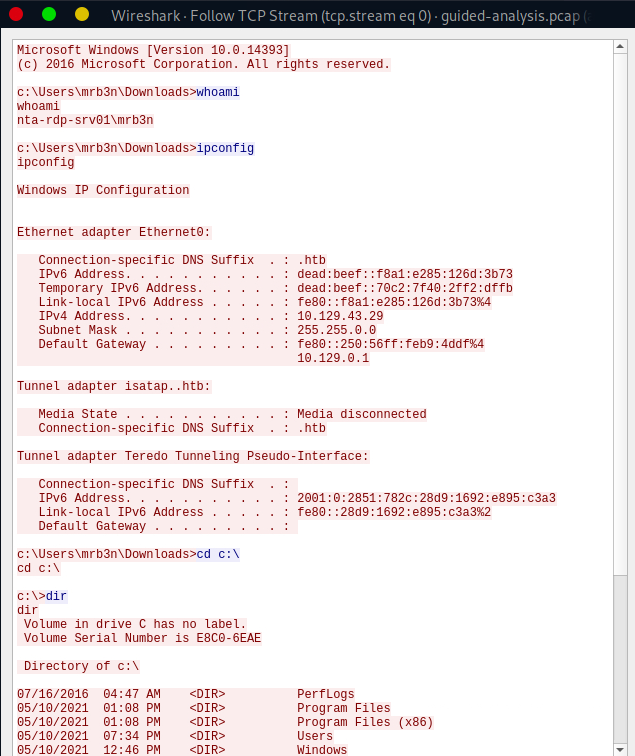 Wireshark · Follow TCP Stream (tcp.stream eq 0) · guided-analysis.pcap
Microsoft Windows [Version 10.0.14393]
(c) 2016 Microsoft Corporation. All rights reserved.
c:\Users\mrb3n\Downloads>whoami
whoami
nta-rdp-srv01\mrb3n
c:\Users\mrb3n\Downloads>ipconfig
ipconfig
Windows IP Configuration
Ethernet adapter Ethernet0:
   Connection-specific DNS Suffix  . : .htb
   IPv6 Address. . . . . . . . . . . : dead:beef::f8a1:e285:126d:3b73
   Temporary IPv6 Address. . . . . . : dead:beef::70c2:7f40:2ff2:dffb
   Link-local IPv6 Address . . . . . : fe80::f8a1:e285:126d:3b73%4
   IPv4 Address. . . . . . . . . . . : 10.129.43.29
   Subnet Mask . . . . . . . . . . . : 255.255.0.0
   Default Gateway . . . . . . . . . : fe80::250:56ff:feb9:4ddf%4
                                       10.129.0.1
Tunnel adapter isatap..htb:
   Media State . . . . . . . . . . . : Media disconnected
   Connection-specific DNS Suffix  . : .htb
Tunnel adapter Teredo Tunneling Pseudo-Interface:
   Connection-specific DNS Suffix  . :
   IPv6 Address. . . . . . . . . . . : 2001:0:2851:782c:28d9:1692:e895:c3a3
   Link-local IPv6 Address . . . . . : fe80::28d9:1692:e895:c3a3%2
   Default Gateway . . . . . . . . . :
c:\Users\mrb3n\Downloads>cd c:\
cd c:\
c:\>dir
dir
 Volume in drive C has no label.
 Volume Serial Number is E8C0-6EAE
 Directory of c:\
07/16/2016  04:47 AM    <DIR>          PerfLogs
05/10/2021  01:08 PM    <DIR>          Program Files
05/10/2021  01:08 PM    <DIR>          Program Files (x86)
05/10/2021  07:34 PM    <DIR>          Users
05/10/2021  12:46 PM    <DIR>          Windows